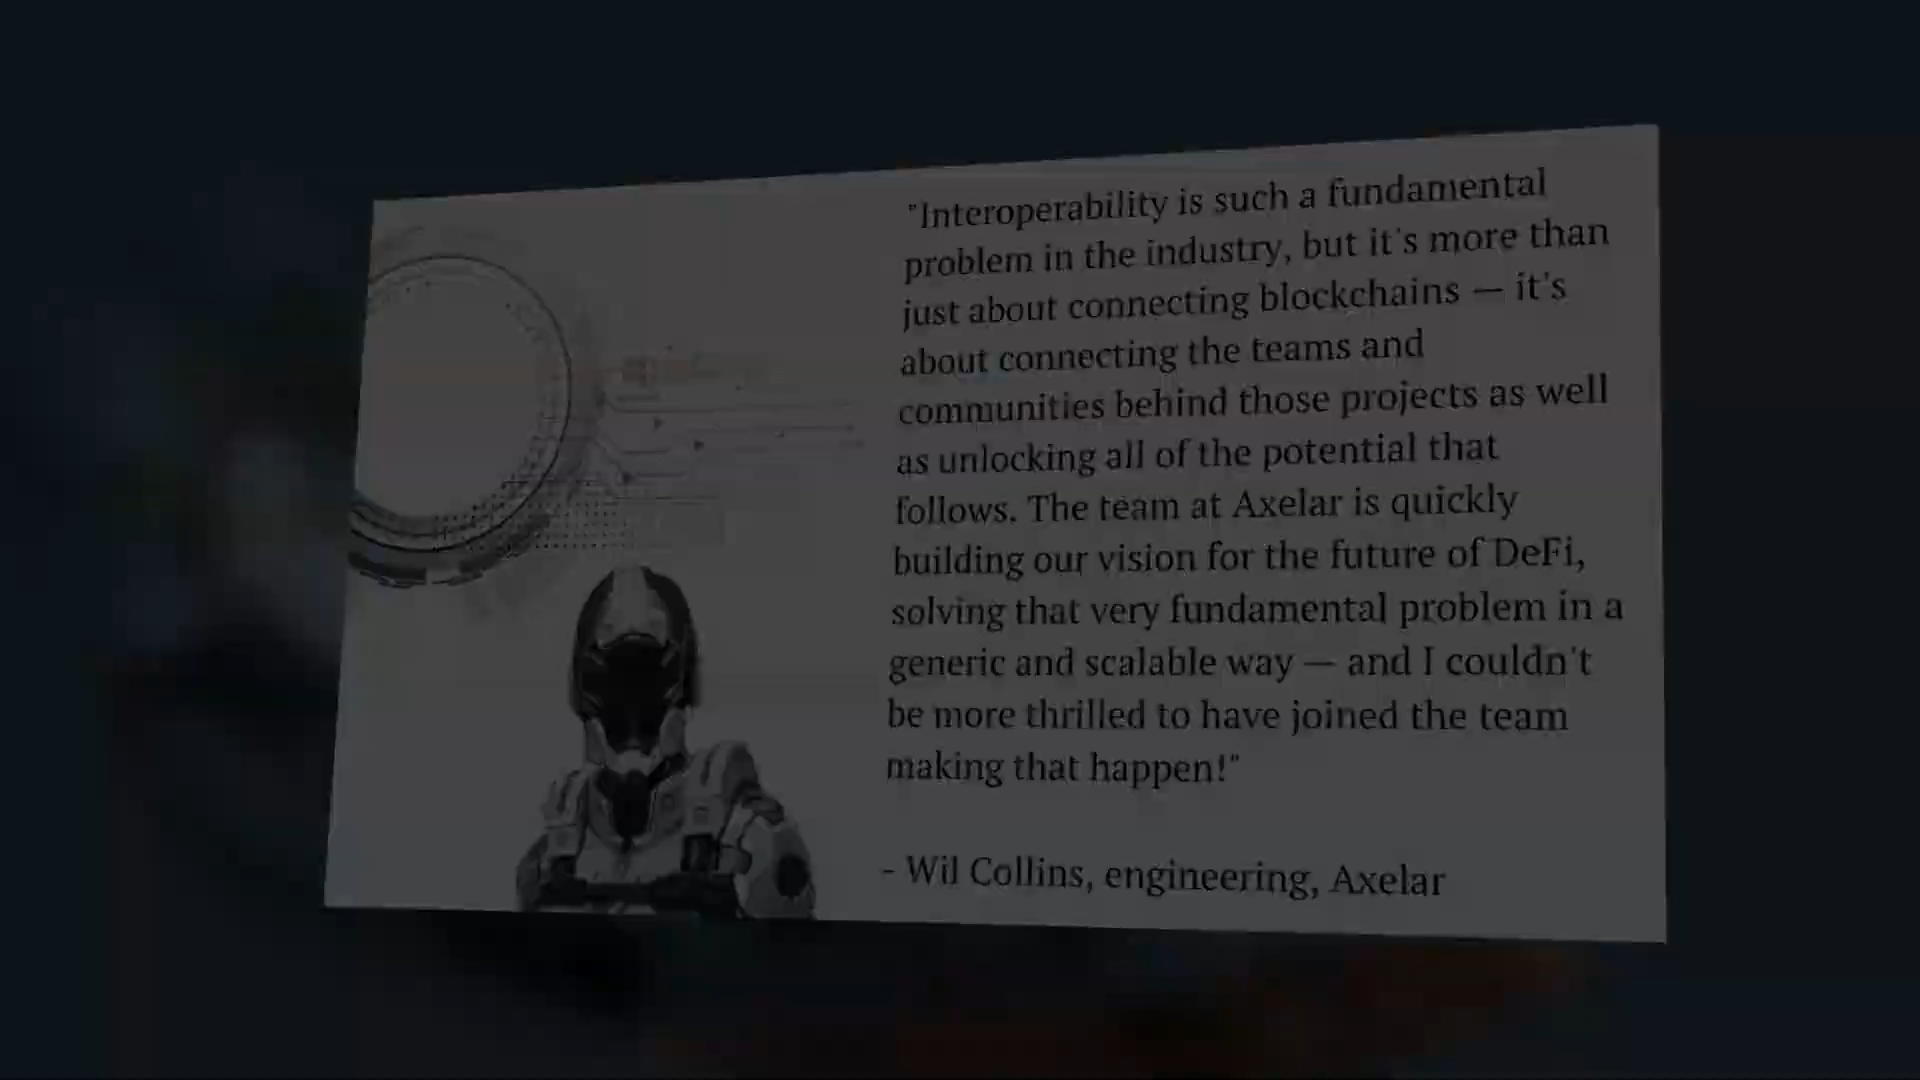 "Interoperability is such a fundamental
problem in the industry, but it's more than
just about connecting blockchains — it's
about connecting the teams and
communities behind those projects as well
as unlocking all of the potential that
follows. The team at Axelar is quickly
building our vision for the future of DeFi,
solving that very fundamental problem in a
generic and scalable way — and I couldn't
be more thrilled to have joined the team
making that happen!"
- Wil Collins, engineering, Axelar